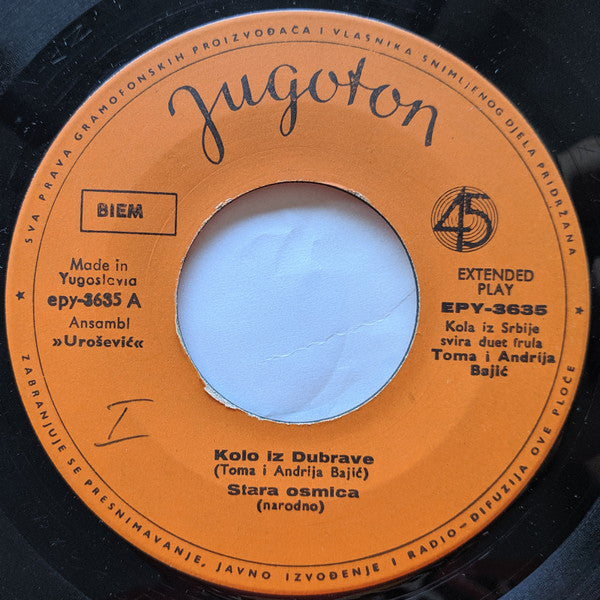 SVA PRAVA GRAMOFONSKIH PROIZVOĐAČA I VLASNIKA SNIMLJENOG DJELA PRIDRŽANA
Jugoton
BIEM
45
Made in
Yugoslavia
epy-3635 A
Ansambl
»Urošević«
EXTENDED
PLAY
EPY-3635
Kola iz Srbije
svira duet frula
Toma i Andrija
Bajić
I
Kolo iz Dubrave
(Toma i Andrija Bajić)
Stara osmica
(narodno)
ZABRANJUJE SE PRESNIMAVANJE, JAVNO IZVOĐENJE I RADIO-DIFUZIJA OVE PLOČE